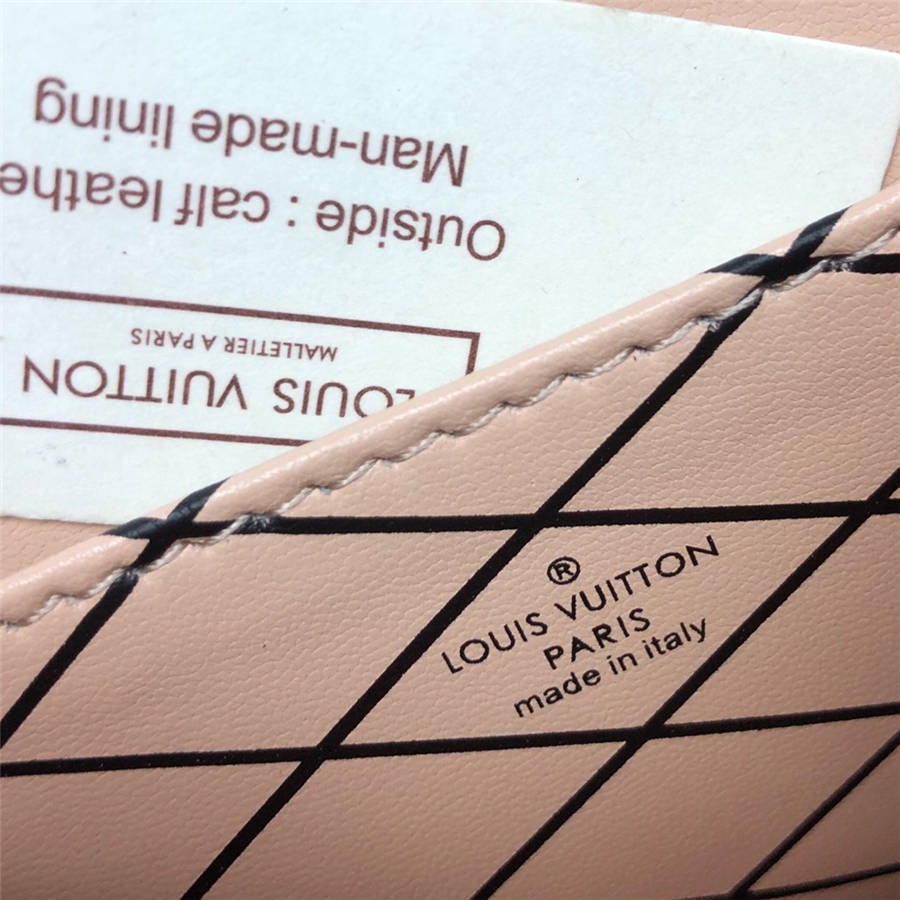 LOUIS VUITTON
MALLETIER A PARIS
Outside : calf leathe
Man-made lining
®
LOUIS VUITTON
PARIS
made in italy